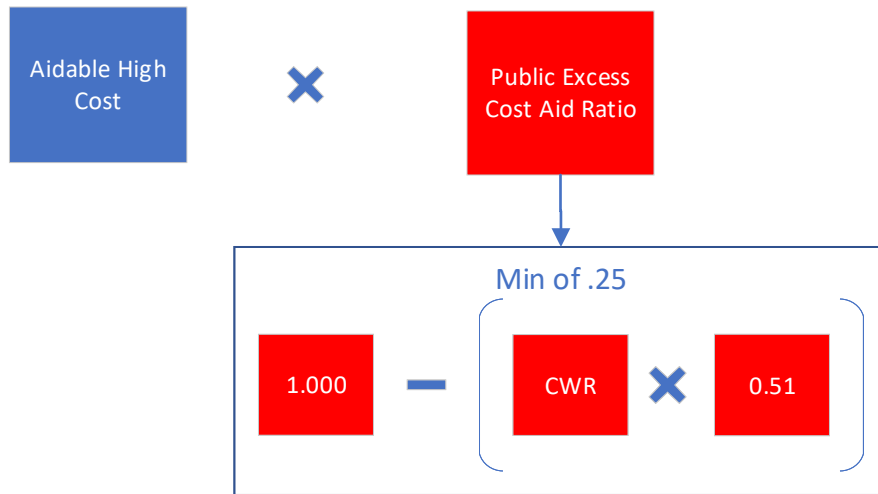 Aidable High
Cost
Public Excess
Cost Aid Ratio
Min of .25
1.000
CWR
0.51